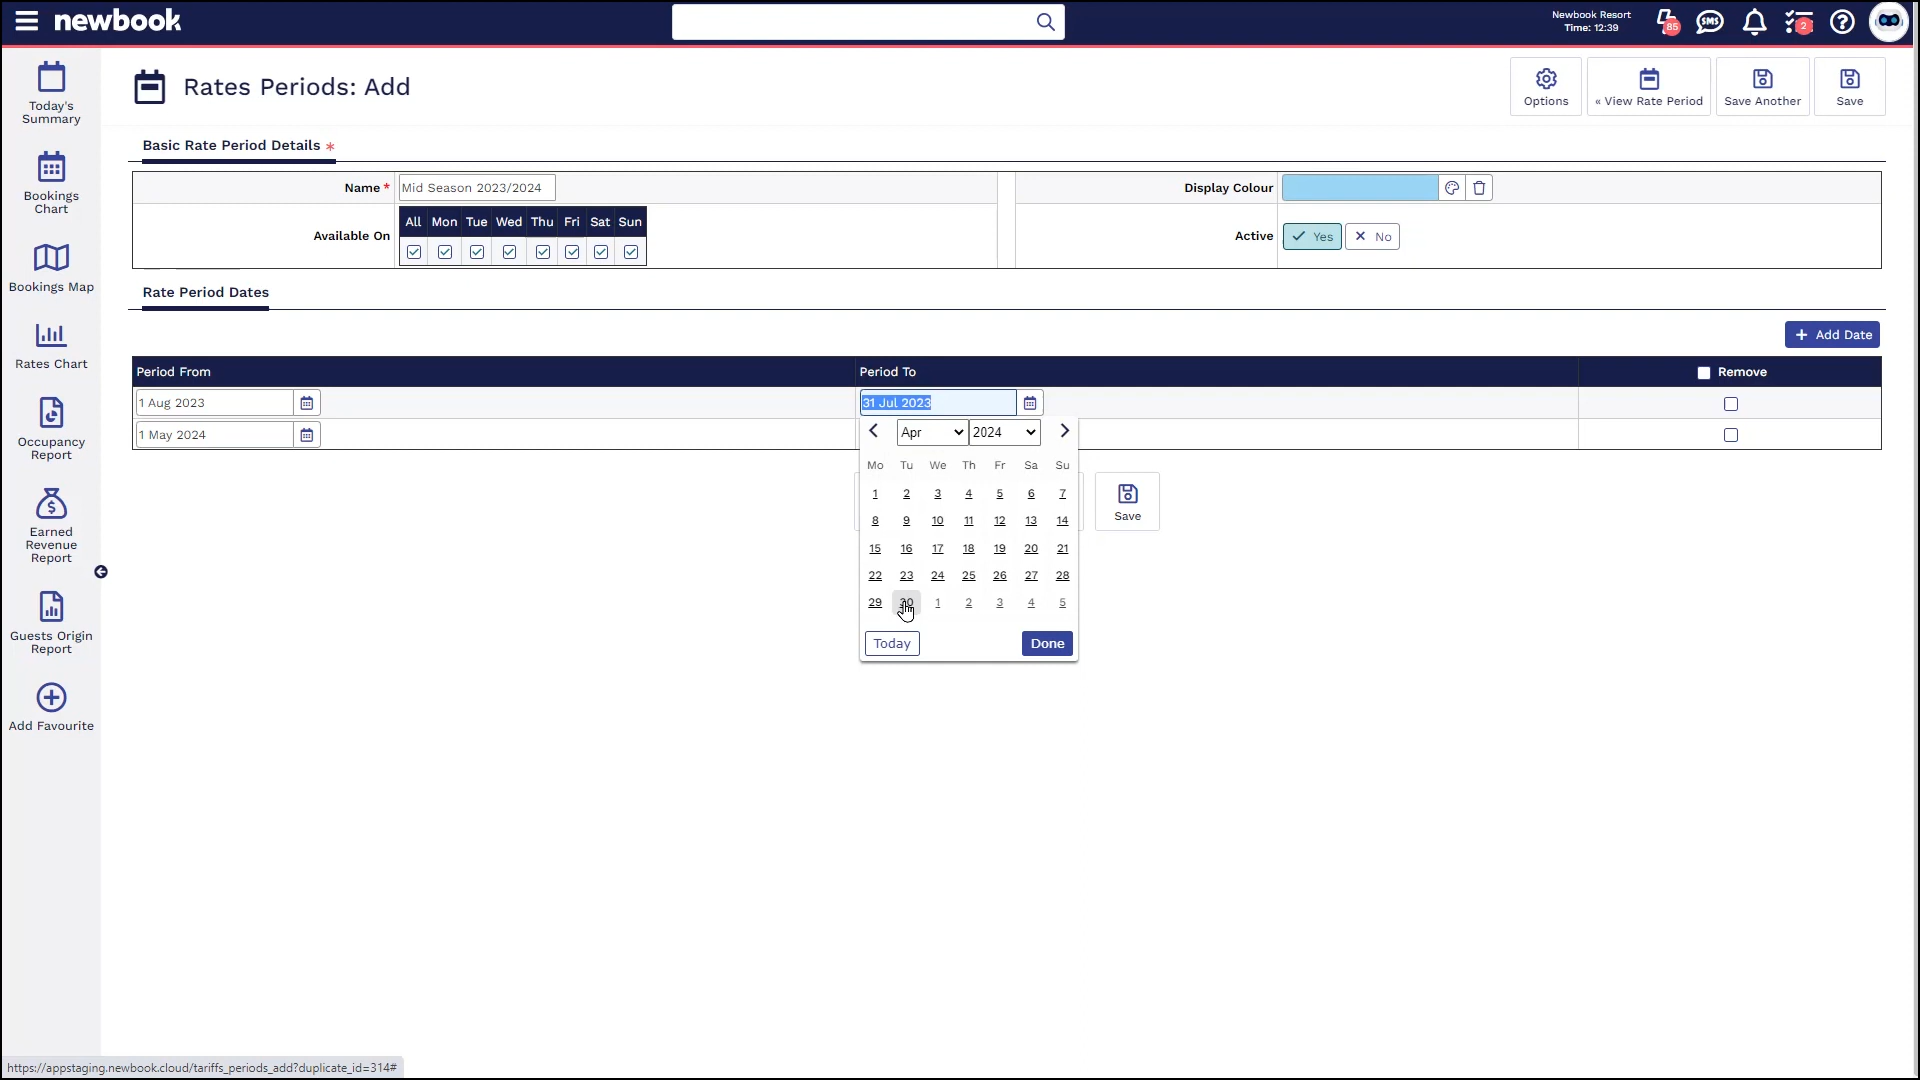 newbook
Newbook Resort
Time: 12:39
85
SMS
2
Today's
Summary
Bookings
Chart
Bookings Map
Rates Chart
Occupancy
Report
Earned
Revenue
Report
Guests Origin
Report
Add Favourite
Rates Periods: Add
Options
« View Rate Period
Save Another
Save
Basic Rate Period Details *
Name * Mid Season 2023/2024
Display Colour
Available On
All Mon Tue Wed Thu Fri Sat Sun
Active Yes No
Rate Period Dates
+ Add Date
Period From Period To Remove
1 Aug 2023 31 Jul 2023
1 May 2024
Apr 2024
Mo Tu We Th Fr Sa Su
1 2 3 4 5 6 7
8 9 10 11 12 13 14
15 16 17 18 19 20 21
22 23 24 25 26 27 28
29 30 1 2 3 4 5
Today Done
Save
https://appstaging.newbook.cloud/tariffs_periods_add?duplicate_id=314#